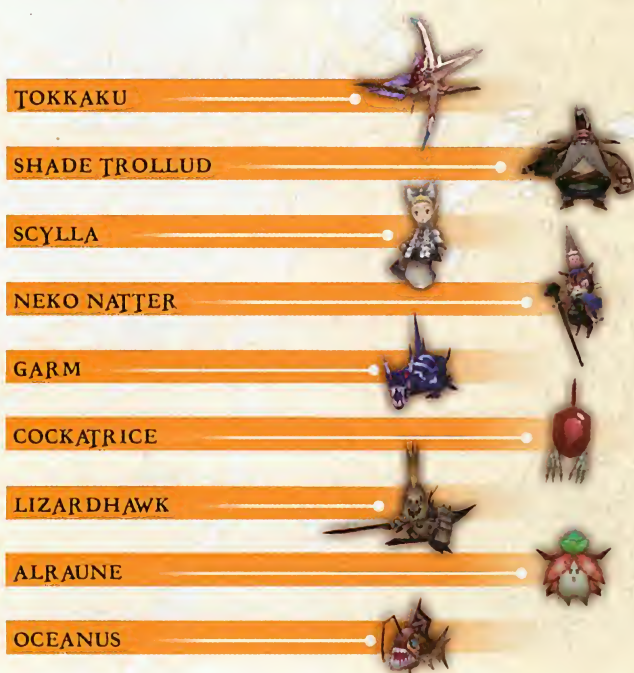 TOKKAKU
SHADE TROLLUD
SCYLLA
NEKO NATTER
GARM
COCKATRICE
LIZARDHAWK
ALRAUNE
OCEANUS